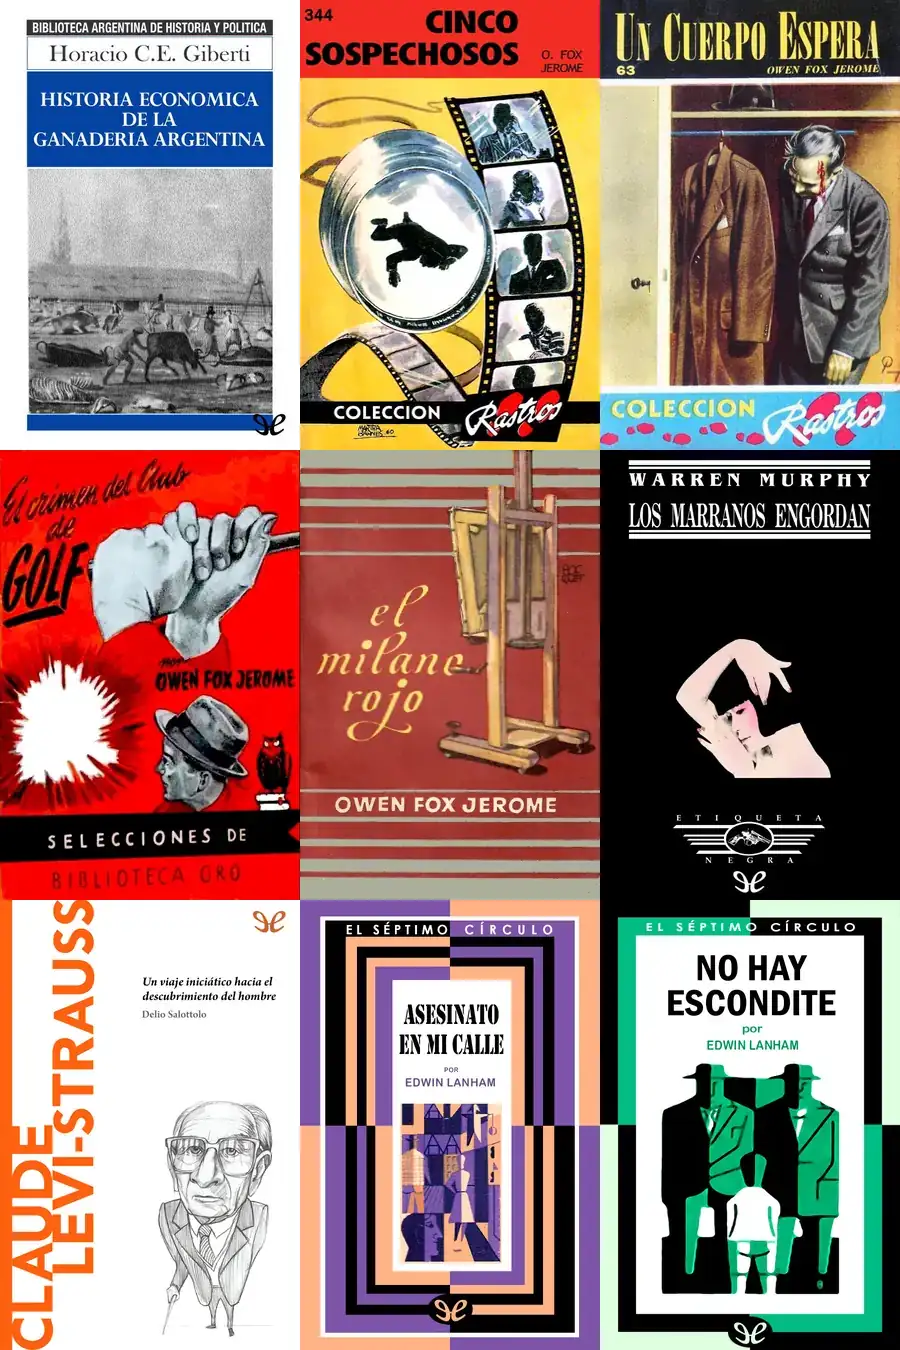 BIBLIOTECA ARGENTINA DE HISTORIA Y POLITICA
Horacio C.E. Giberti
HISTORIA ECONOMICA
DE LA
GANADERIA ARGENTINA
344
CINCO
SOSPECHOSOS
O. FOX
JEROME
COLECCION
Rastros
UN CUERPO ESPERA
63
OWEN FOX JEROME
COLECCION
Rastros
El crimen del Club
de
GOLF
por
OWEN FOX JEROME
SELECCIONES DE
BIBLIOTECA ORO
el
milano
rojo
OWEN FOX JEROME
WARREN MURPHY
LOS MARRANOS ENGORDAN
ETIQUETA
NEGRA
CLAUDE
LEVI-STRAUSS
Un viaje iniciático hacia el
descubrimiento del hombre
Delio Salottolo
EL SÉPTIMO CÍRCULO
ASESINATO
EN MI CALLE
POR
EDWIN LANHAM
EL SÉPTIMO CÍRCULO
NO HAY
ESCONDITE
por
EDWIN LANHAM